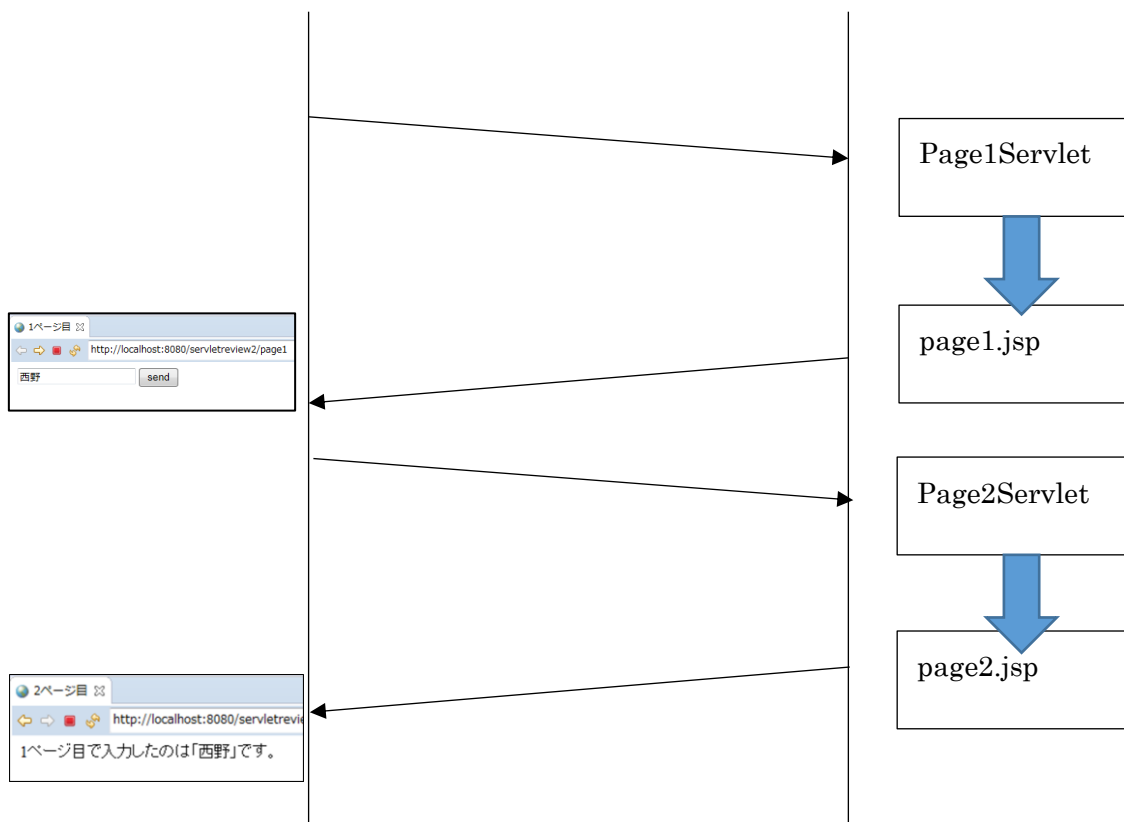 Page1Servlet
page1.jsp
1ページ目
http://localhost:8080/servletreview2/page1
西野 send
Page2Servlet
page2.jsp
2ページ目
http://localhost:8080/servletrevie
1ページ目で入力したのは「西野」です。